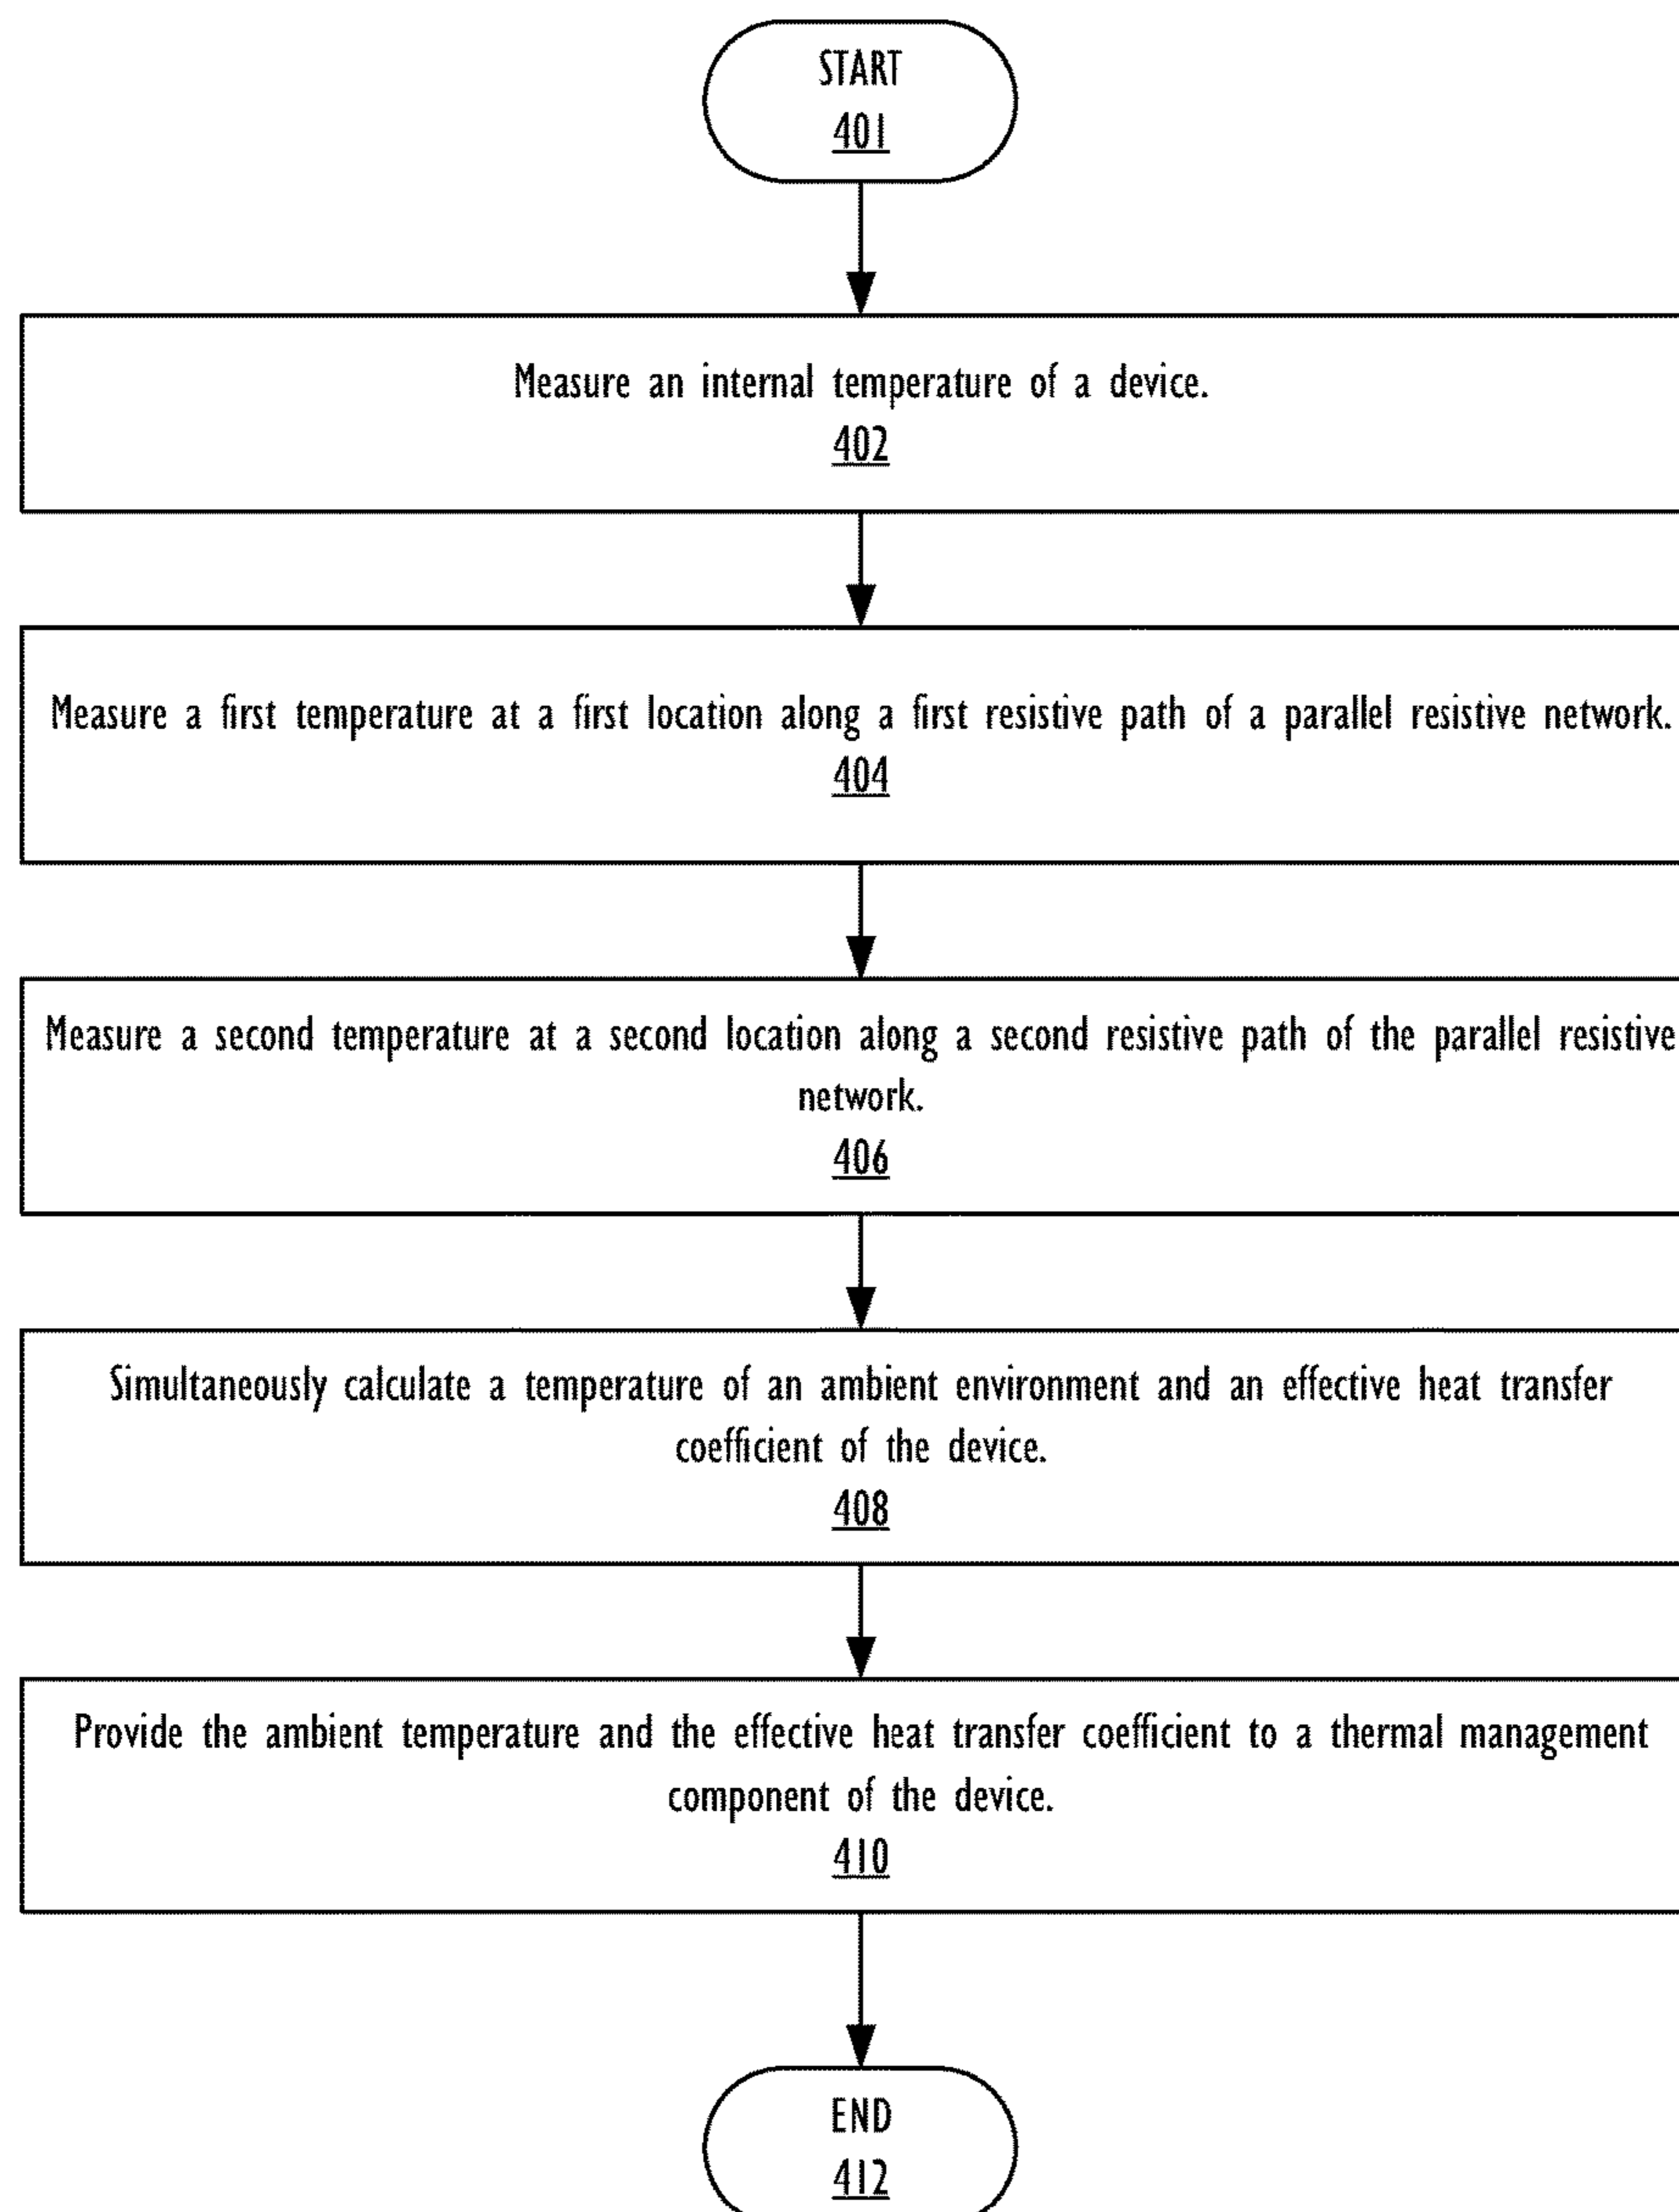 START
401
Measure an internal temperature of a device.
402
Measure a first temperature at a first location along a first resistive path of a parallel resistive network.
404
Measure a second temperature at a second location along a second resistive path of the parallel resistive
network.
406
Simultaneously calculate a temperature of an ambient environment and an effective heat transfer
coefficient of the device.
408
Provide the ambient temperature and the effective heat transfer coefficient to a thermal management
component of the device.
410
END
412